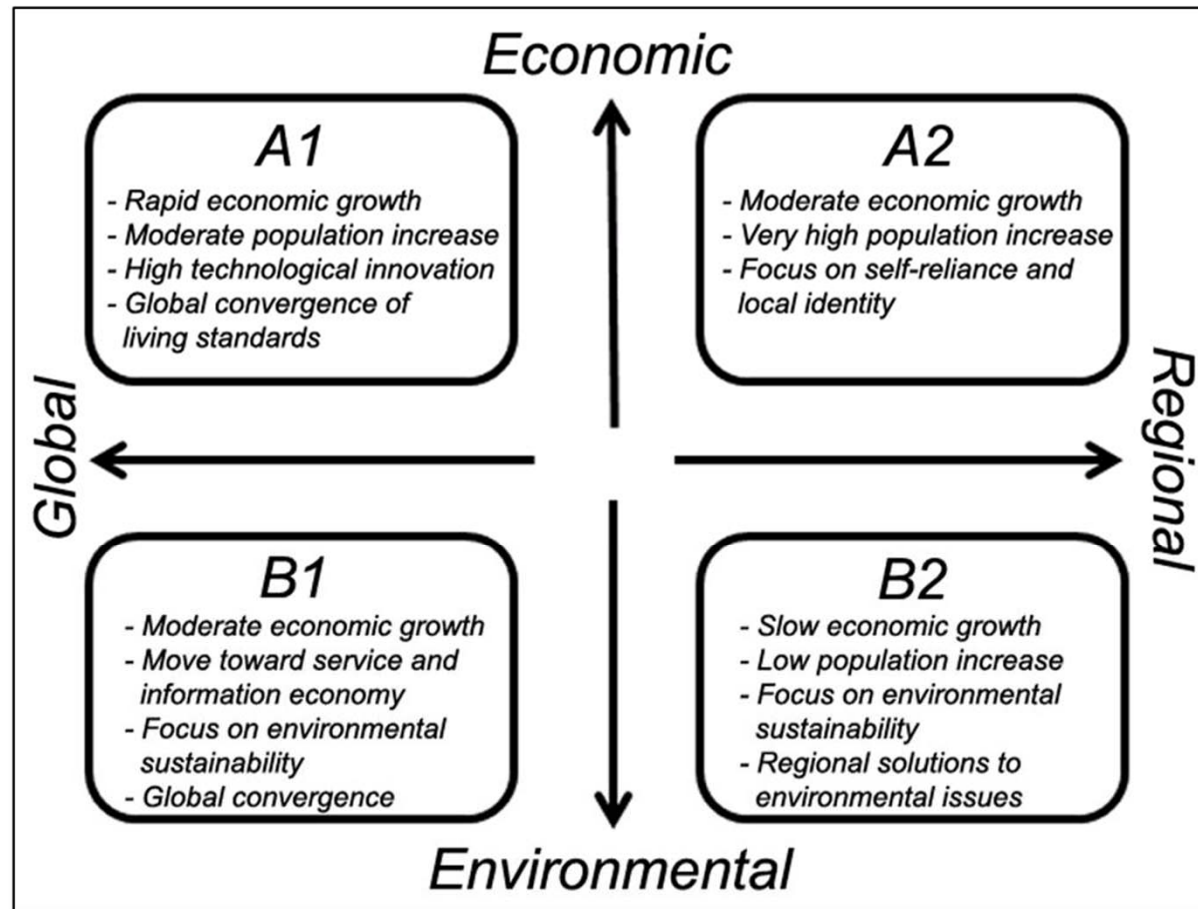 Economic
A1
- Rapid economic growth
- Moderate population increase
- High technological innovation
- Global convergence of
living standards
A2
- Moderate economic growth
- Very high population increase
- Focus on self-reliance and
local identity
Global
Regional
B1
- Moderate economic growth
- Move toward service and
information economy
- Focus on environmental
sustainability
- Global convergence
B2
- Slow economic growth
- Low population increase
- Focus on environmental
sustainability
- Regional solutions to
environmental issues
Environmental